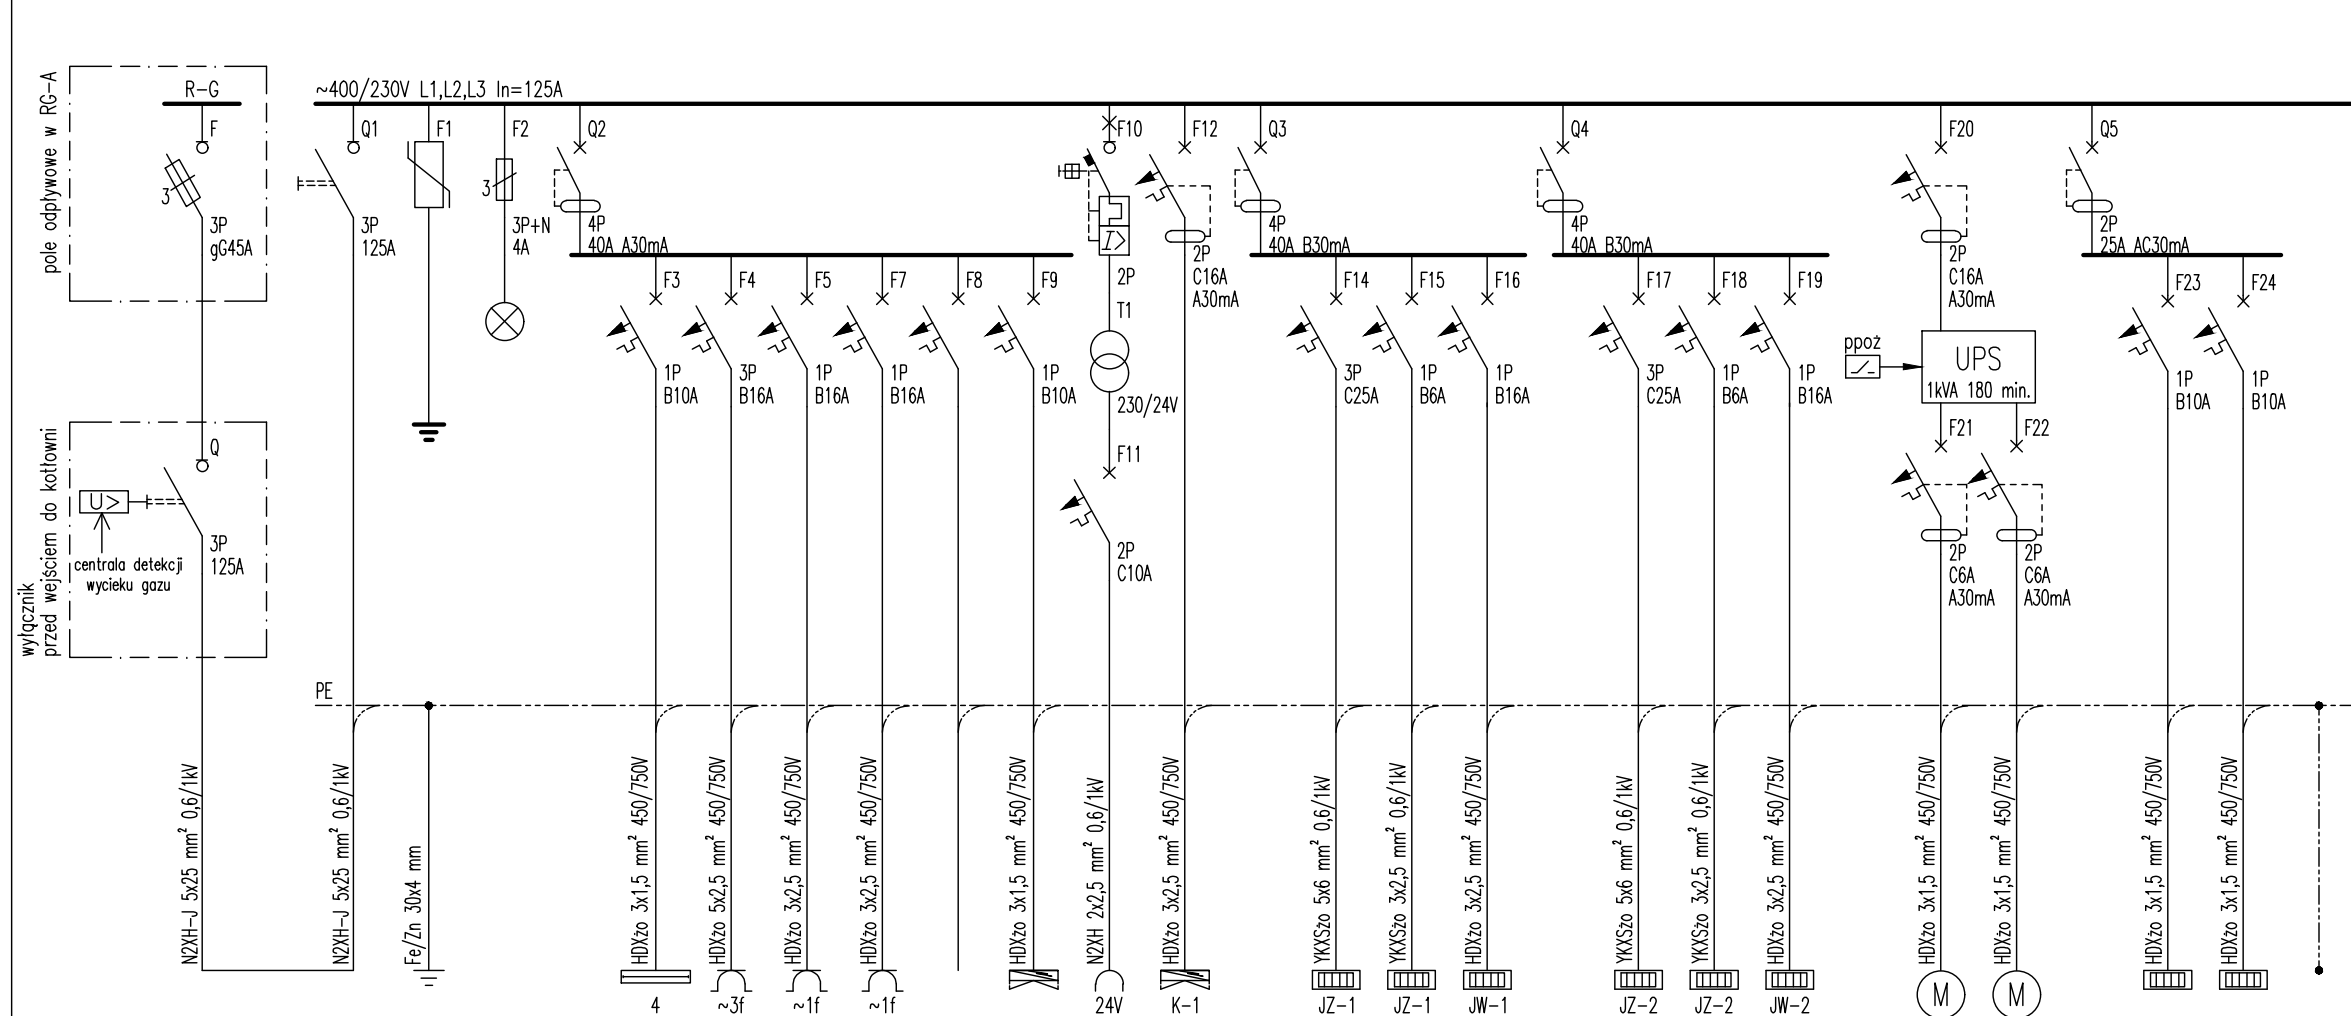 pole odpływowe w RG-A
R-G
F
3
3P
gG45A
wyłącznik
przed wejściem do kotłowni
Q
U>
centrala detekcji
wycieku gazu
3P
125A
N2XH-J 5x25 mm² 0,6/1kV
~400/230V L1,L2,L3 In=125A
Q1
3P
125A
N2XH-J 5x25 mm² 0,6/1kV
PE
F1
Fe/Zn 30x4 mm
F2
3
3P+N
4A
Q2
4P
40A A30mA
F3
1P
B10A
HDXżo 3x1,5 mm² 450/750V
4
F4
3P
B16A
HDXżo 5x2,5 mm² 450/750V
~3f
F5
1P
B16A
HDXżo 3x2,5 mm² 450/750V
~1f
F7
1P
B16A
HDXżo 3x2,5 mm² 450/750V
~1f
F8
F9
1P
B10A
HDXżo 3x1,5 mm² 450/750V
F10
I>
2P
T1
230/24V
F11
2P
C10A
N2XH 2x2,5 mm² 0,6/1kV
24V
F12
2P
C16A
A30mA
HDXżo 3x2,5 mm² 450/750V
K-1
Q3
4P
40A B30mA
F14
3P
C25A
YKXSżo 5x6 mm² 0,6/1kV
JZ-1
F15
1P
B6A
YKXSżo 3x2,5 mm² 0,6/1kV
JZ-1
F16
1P
B16A
HDXżo 3x2,5 mm² 450/750V
JW-1
Q4
4P
40A B30mA
F17
3P
C25A
YKXSżo 5x6 mm² 0,6/1kV
JZ-2
F18
1P
B6A
YKXSżo 3x2,5 mm² 0,6/1kV
JZ-2
F19
1P
B16A
HDXżo 3x2,5 mm² 450/750V
JW-2
F20
2P
C16A
A30mA
ppoż
UPS
1kVA 180 min.
F21
2P
C6A
A30mA
HDXżo 3x1,5 mm² 450/750V
M
F22
2P
C6A
A30mA
HDXżo 3x1,5 mm² 450/750V
M
Q5
2P
25A AC30mA
F23
1P
B10A
HDXżo 3x1,5 mm² 450/750V
F24
1P
B10A
HDXżo 3x1,5 mm² 450/750V